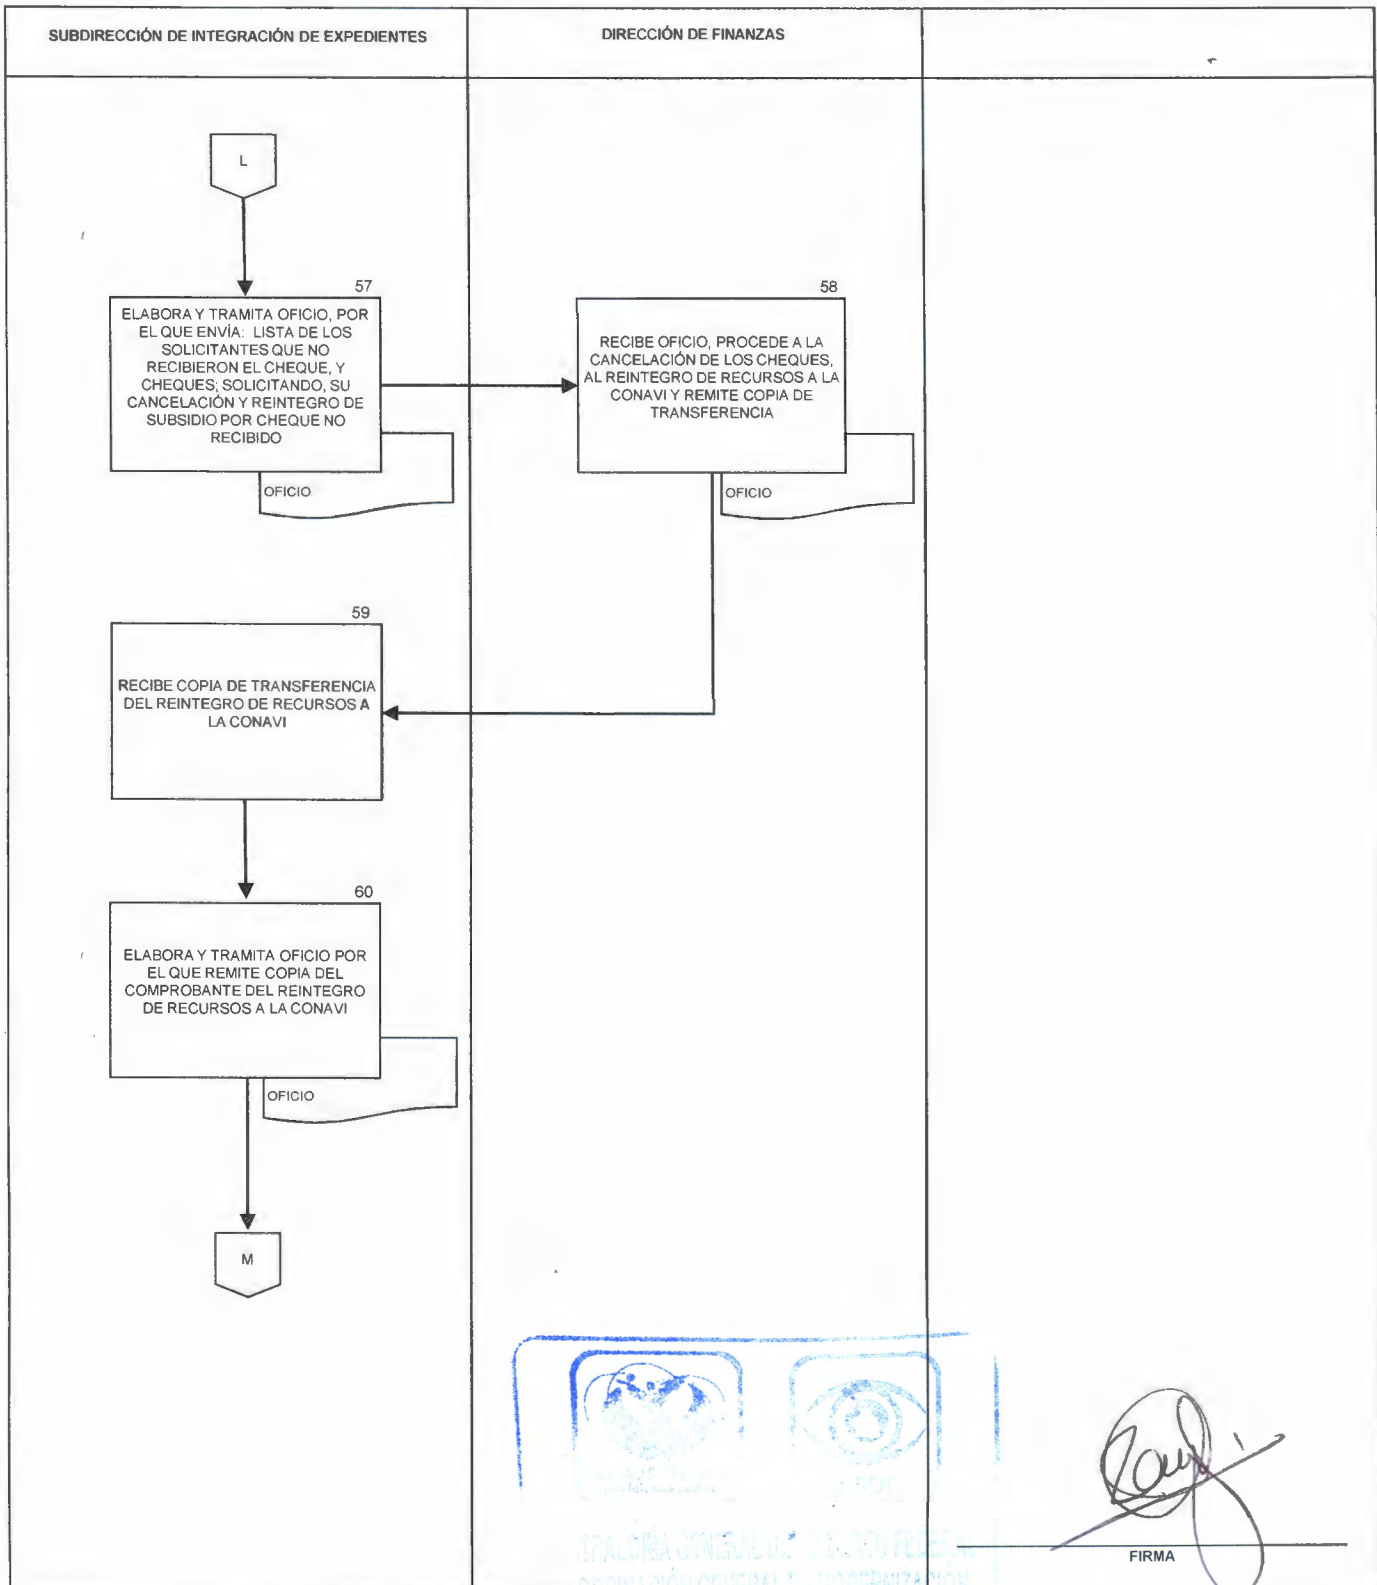 SUBDIRECCIÓN DE INTEGRACIÓN DE EXPEDIENTES
DIRECCIÓN DE FINANZAS
L
57
ELABORA Y TRAMITA OFICIO, POR
EL QUE ENVÍA: LISTA DE LOS
SOLICITANTES QUE NO
RECIBIERON EL CHEQUE, Y
CHEQUES; SOLICITANDO, SU
CANCELACIÓN Y REINTEGRO DE
SUBSIDIO POR CHEQUE NO
RECIBIDO
OFICIO
58
RECIBE OFICIO, PROCEDE A LA
CANCELACIÓN DE LOS CHEQUES,
AL REINTEGRO DE RECURSOS A LA
CONAVI Y REMITE COPIA DE
TRANSFERENCIA
OFICIO
59
RECIBE COPIA DE TRANSFERENCIA
DEL REINTEGRO DE RECURSOS A
LA CONAVI
60
ELABORA Y TRAMITA OFICIO POR
EL QUE REMITE COPIA DEL
COMPROBANTE DEL REINTEGRO
DE RECURSOS A LA CONAVI
OFICIO
M
GENERAL
GENERAL
FIRMA